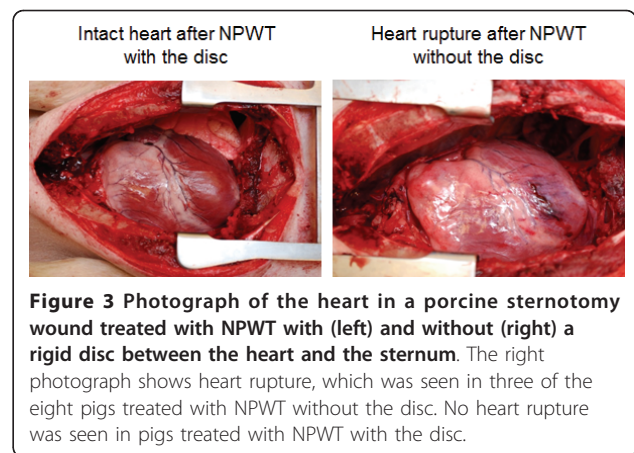 Intact heart after NPWT
with the disc
Heart rupture after NPWT
without the disc
Figure 3 Photograph of the heart in a porcine sternotomy
wound treated with NPWT with (left) and without (right) a
rigid disc between the heart and the sternum. The right
photograph shows heart rupture, which was seen in three of the
eight pigs treated with NPWT without the disc. No heart rupture
was seen in pigs treated with NPWT with the disc.